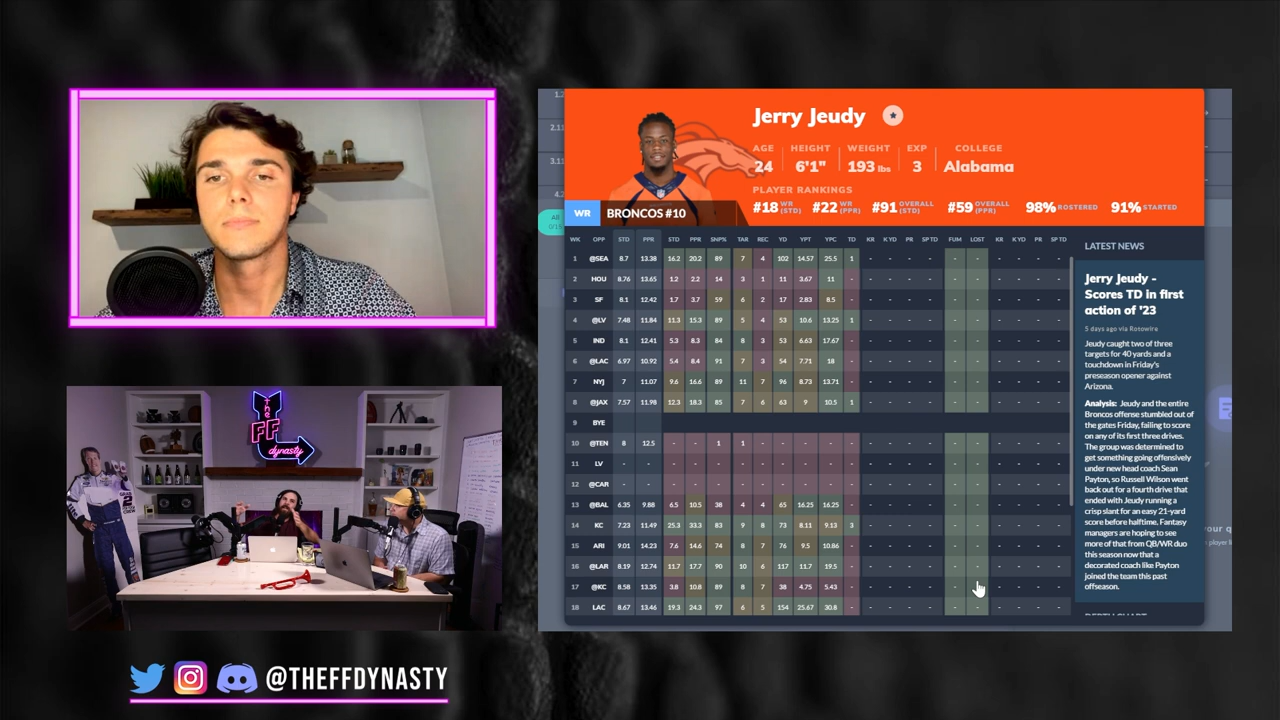 Jerry Jeudy
AGE HEIGHT WEIGHT EXP COLLEGE
24 6'1" 193 lbs 3 Alabama
PLAYER RANKINGS
#18 WR (STD) #22 WR (PPR) #91 OVERALL (STD) #59 OVERALL (PPR) 98% ROSTERED 91% STARTED
WR BRONCOS #10
WK OPP STD PPR STD PPR SNP% TAR REC YD YPT YPC TD KR K YD PR SP TD FUM LOST KR K YD PR SP TD
1 @SEA 8.7 13.38 16.2 20.2 89 7 4 102 14.57 25.5 1 - - - - - - - - - -
2 HOU 8.76 13.65 1.2 2.2 14 3 1 11 3.67 11 - - - - - - - - - - -
3 SF 8.1 12.42 1.7 3.7 59 6 2 17 2.83 8.5 - - - - - - - - - - -
4 @LV 7.48 11.84 11.3 15.3 89 5 4 53 10.6 13.25 1 - - - - - - - - - -
5 IND 8.1 12.41 5.3 8.3 84 8 3 53 6.63 17.67 - - - - - - - - - - -
6 @LAC 6.97 10.92 5.4 8.4 91 7 3 54 7.71 18 - - - - - - - - - - -
7 NYJ 7 11.07 9.6 16.6 89 11 7 96 8.73 13.71 - - - - - - - - - - -
8 @JAX 7.57 11.98 12.3 18.3 85 7 6 63 9 10.5 1 - - - - - - - - - -
9 BYE
10 @TEN 8 12.5 - - 1 1 - - - - - - - - - - - - - - -
11 LV - - - - - - - - - - - - - - - - - - - - -
12 @CAR - - - - - - - - - - - - - - - - - - - - -
13 @BAL 6.35 9.88 6.5 10.5 38 4 4 65 16.25 16.25 - - - - - - - - - - -
14 KC 7.23 11.49 25.3 33.3 83 9 8 73 8.11 9.13 3 - - - - - - - - - -
15 ARI 9.01 14.23 7.6 14.6 74 8 7 76 9.5 10.86 - - - - - - - - - - -
16 @LAR 8.19 12.74 11.7 17.7 90 10 6 117 11.7 19.5 - - - - - - - - - - -
17 @KC 8.58 13.35 3.8 10.8 89 8 7 38 4.75 5.43 - - - - - - - - - - -
18 LAC 8.67 13.46 19.3 24.3 97 6 5 154 25.67 30.8 - - - - - - - - - - -
LATEST NEWS
Jerry Jeudy -
Scores TD in first
action of '23
5 days ago via Rotowire
Jeudy caught two of three
targets for 40 yards and a
touchdown in Friday's
preseason opener against
Arizona.
Analysis: Jeudy and the entire
Broncos offense stumbled out of
the gates Friday, failing to score
on any of its first three drives.
The group was determined to
get something going offensively
under new head coach Sean
Payton, so Russell Wilson went
back out for a fourth drive that
ended with Jeudy running a
crisp slant for an easy 21-yard
score before halftime. Fantasy
managers are hoping to see
more of that from QB/WR duo
this season now that a
decorated coach like Payton
joined the team this past
offseason.
the
FF
dynasty
@THEFFDYNASTY